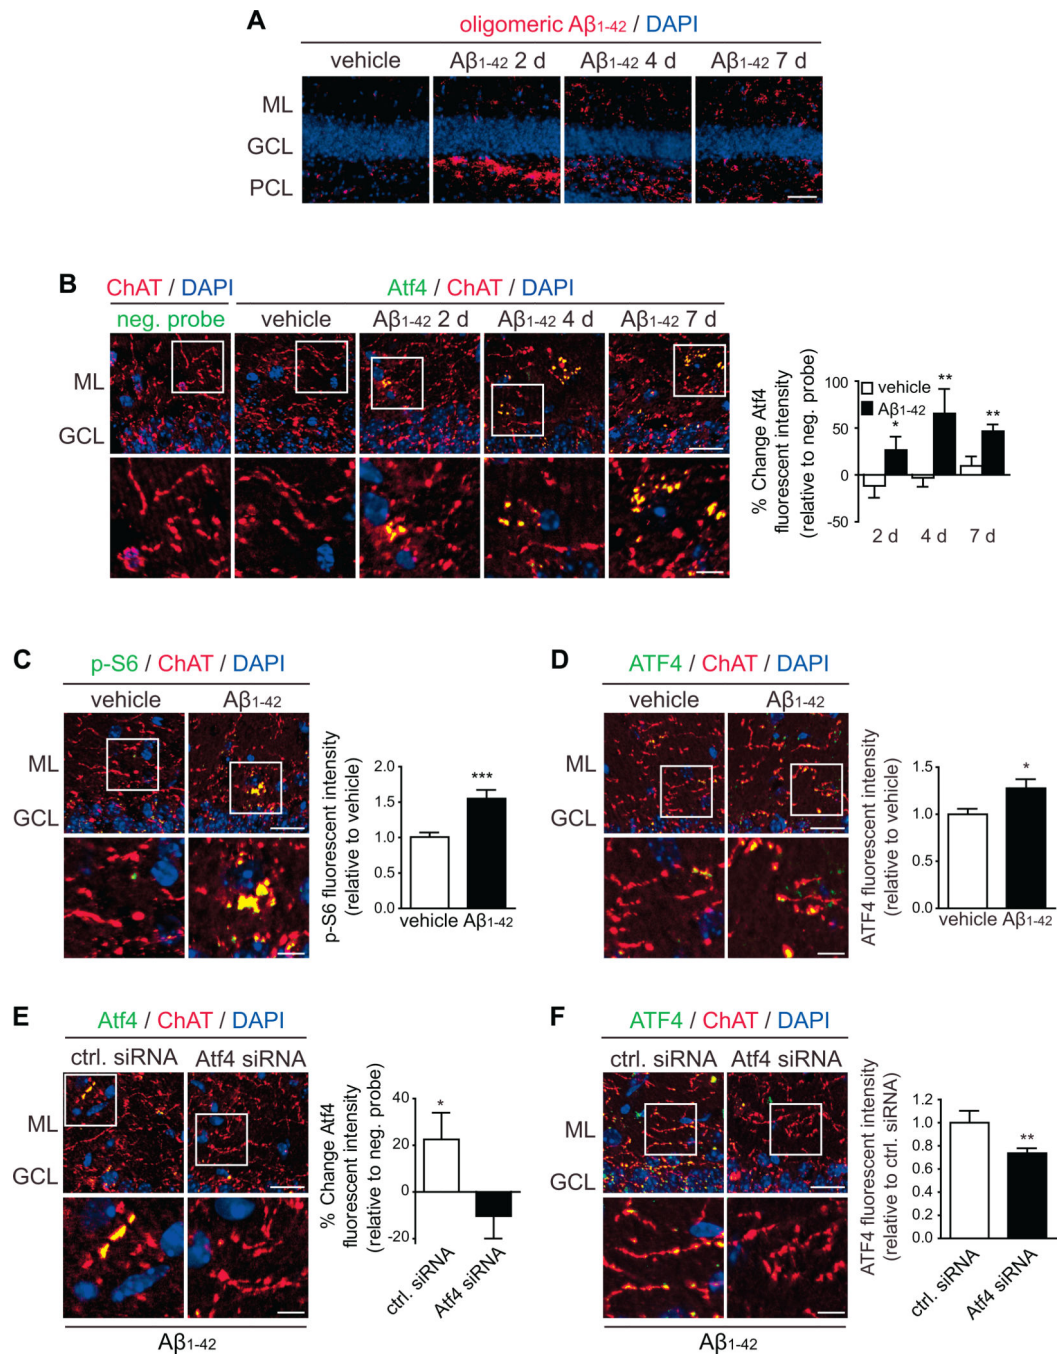 A
oligomeric Aβ1-42 / DAPI
vehicle Aβ1-42 2 d Aβ1-42 4 d Aβ1-42 7 d
ML
GCL
PCL
B
ChAT / DAPI Atf4 / ChAT / DAPI
neg. probe vehicle Aβ1-42 2 d Aβ1-42 4 d Aβ1-42 7 d
ML
GCL
% Change Atf4
fluorescent intensity
(relative to neg. probe)
100
50
0
-50
vehicle
Aβ1-42
* ** **
2 d 4 d 7 d
C
p-S6 / ChAT / DAPI
vehicle Aβ1-42
ML
GCL
p-S6 fluorescent intensity
(relative to vehicle)
2.0
1.5
1.0
0.5
0.0
***
vehicle Aβ1-42
D
ATF4 / ChAT / DAPI
vehicle Aβ1-42
ML
GCL
ATF4 fluorescent intensity
(relative to vehicle)
1.5
1.0
0.5
0.0
*
vehicle Aβ1-42
E
Atf4 / ChAT / DAPI
ctrl. siRNA Atf4 siRNA
ML
GCL
Aβ1-42
% Change Atf4
fluorescent intensity
(relative to neg. probe)
40
20
0
-20
*
ctrl. siRNA
Atf4 siRNA
F
ATF4 / ChAT / DAPI
ctrl. siRNA Atf4 siRNA
ML
GCL
Aβ1-42
ATF4 fluorescent intensity
(relative to ctrl. siRNA)
1.2
1.0
0.8
0.6
0.4
0.2
0.0
**
ctrl. siRNA
Atf4 siRNA